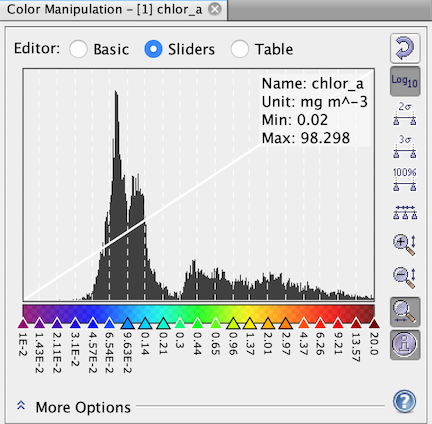 Color Manipulation – [1] chlor_a
Editor: Basic Sliders Table
Name: chlor_a
Unit: mg m^-3
Min: 0.02
Max: 98.298
Log10
2σ
3σ
100%
1E-2
1.43E-2
2.11E-2
3.1E-2
4.57E-2
6.54E-2
9.63E-2
0.14
0.21
0.3
0.44
0.65
0.96
1.37
2.01
2.97
4.37
6.26
9.21
13.57
20.0
More Options